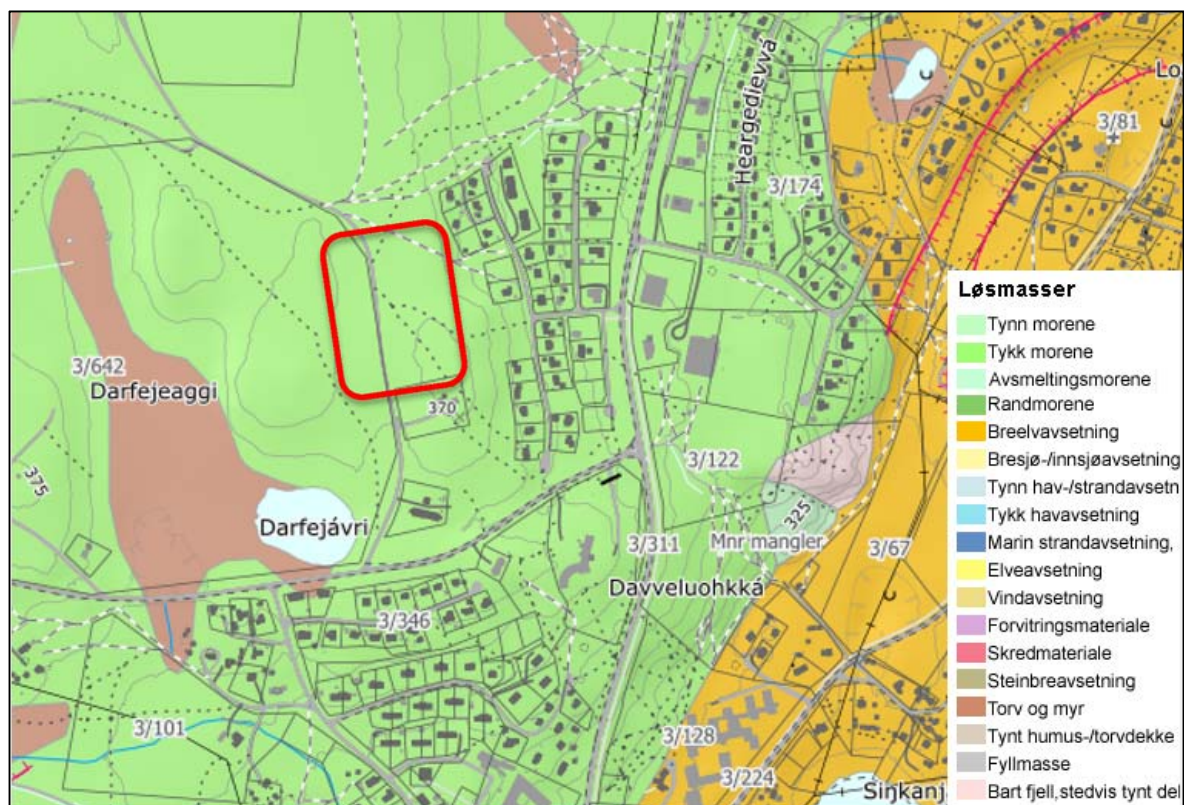 Heargedievvá
Lo
3/81
3/174
Løsmasser
Tynn morene
Tykk morene
Avsmeltingsmorene
Randmorene
Breelvavsetning
Bresjø-/innsjøavsetning
Tynn hav-/strandavsetn
Tykk havavsetning
Marin strandavsetning,
Elveavsetning
Vindavsetning
Forvitringsmateriale
Skredmateriale
Steinbreavsetning
Torv og myr
Tynt humus-/torvdekke
Fyllmasse
Bart fjell,stedvis tynt del
3/642
Darfejeaggi
370
375
3/122
325
Darfejávri
3/311
Mnr mangler
3/67
Davveluohkká
3/346
3/101
3/128
3/224
Siŋkanj